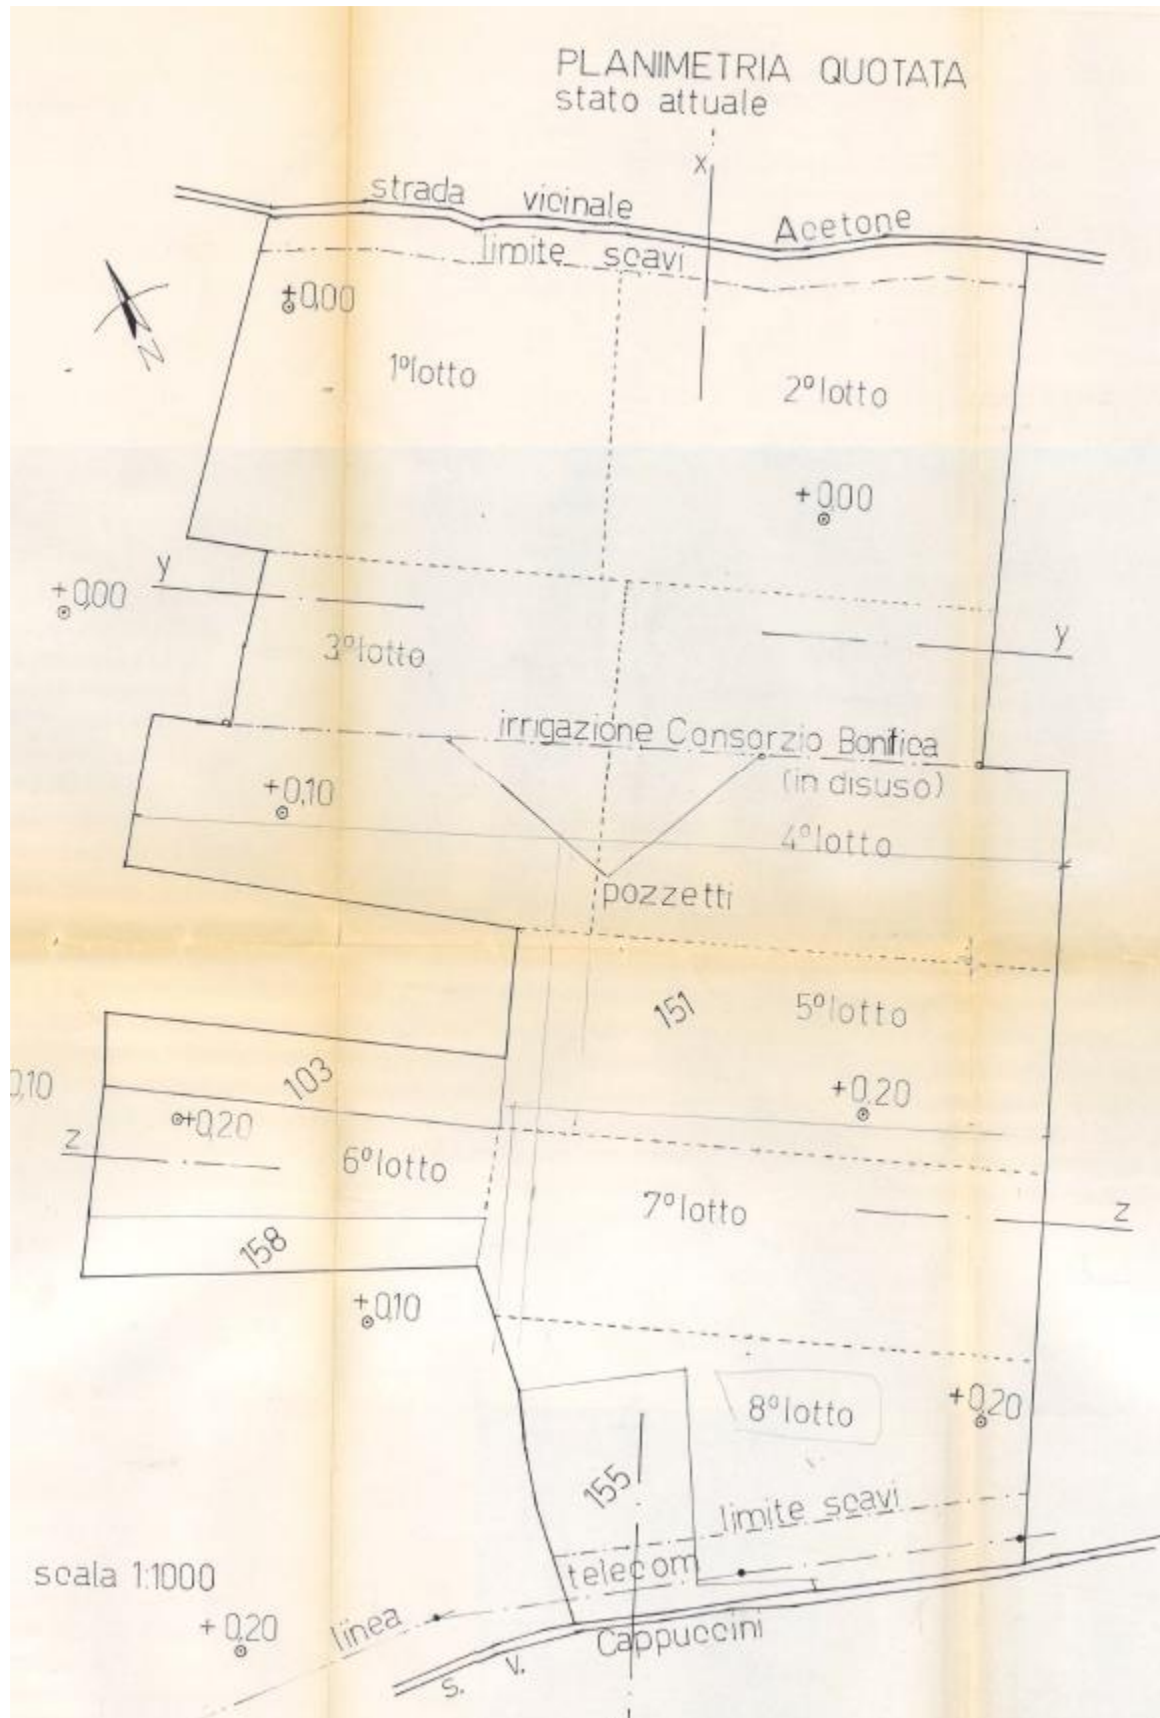 PLANIMETRIA QUOTATA
stato attuale
x
strada vicinale Acetone
limite scavi
+0,00
1° lotto
2° lotto
N
+0,00
y
+0,00
3° lotto
y
irrigazione Consorzio Bonifica
(in disuso)
+0,10
4° lotto
pozzetti
151
5° lotto
103
0,10
+0,20
+0,20
z
6° lotto
7° lotto
z
158
+0,10
8° lotto
+0,20
155
limite scavi
telecom
scala 1:1000
+0,20
linea
Cappuccini
s. v.